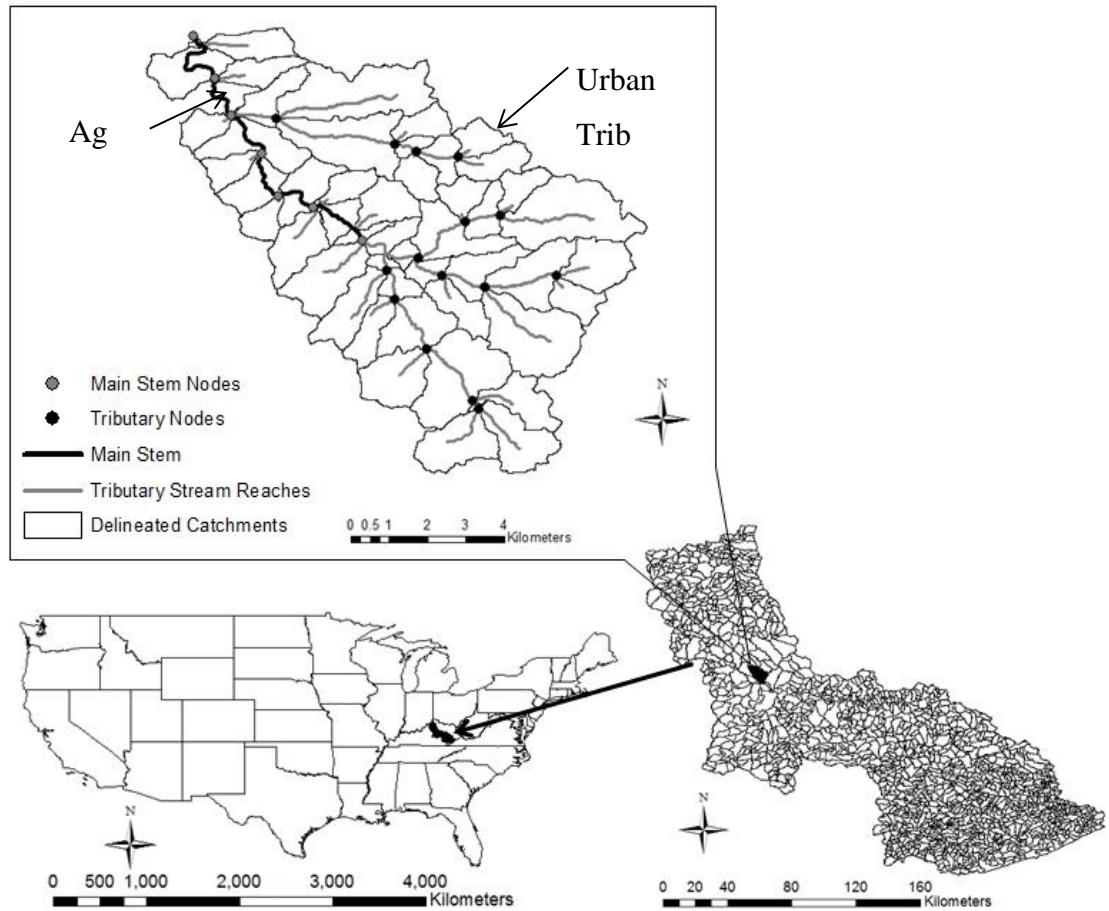 Urban
Trib
Ag
N
Main Stem Nodes
Tributary Nodes
Main Stem
Tributary Stream Reaches
Delineated Catchments
0 0.5 1 2 3 4
Kilometers
N
0 500 1,000 2,000 3,000 4,000
Kilometers
N
0 20 40 80 120 160
Kilometers